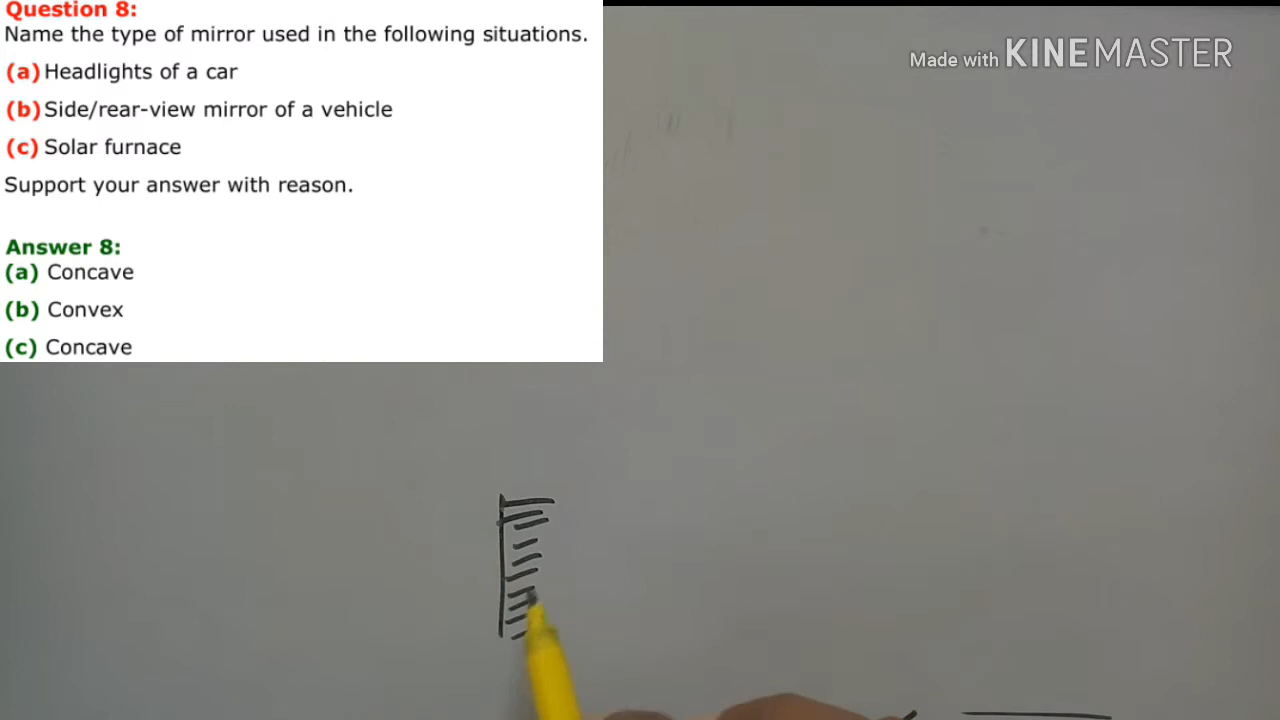 Question 8:
Name the type of mirror used in the following situations.
(a) Headlights of a car
(b) Side/rear-view mirror of a vehicle
(c) Solar furnace
Support your answer with reason.
Answer 8:
(a) Concave
(b) Convex
(c) Concave
Made with KINEMASTER